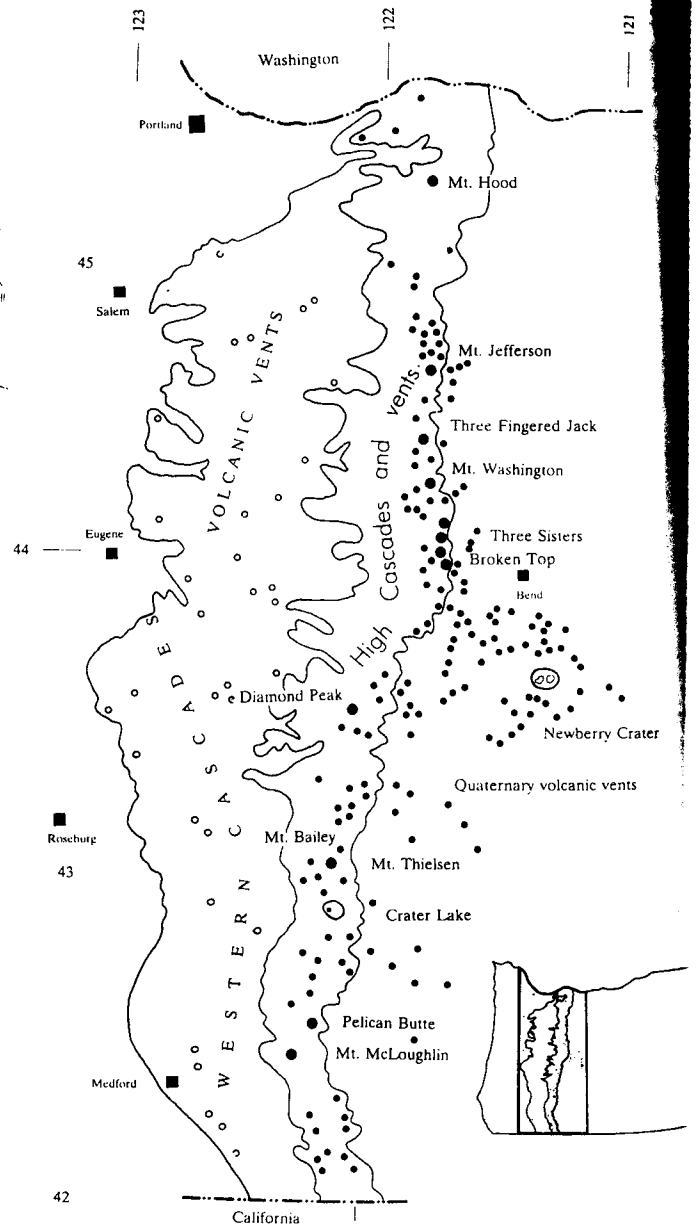 123
122
121
Washington
Portland
Mt. Hood
45
Salem
Mt. Jefferson
VOLCANIC VENTS
High Cascades and vents.
Three Fingered Jack
Mt. Washington
44
Eugene
Three Sisters
Broken Top
Bend
Diamond Peak
Newberry Crater
Quaternary volcanic vents
Roseburg
Mt. Bailey
43
Mt. Thielsen
Crater Lake
WESTERN CASCADES
Pelican Butte
Mt. McLoughlin
Medford
42
California